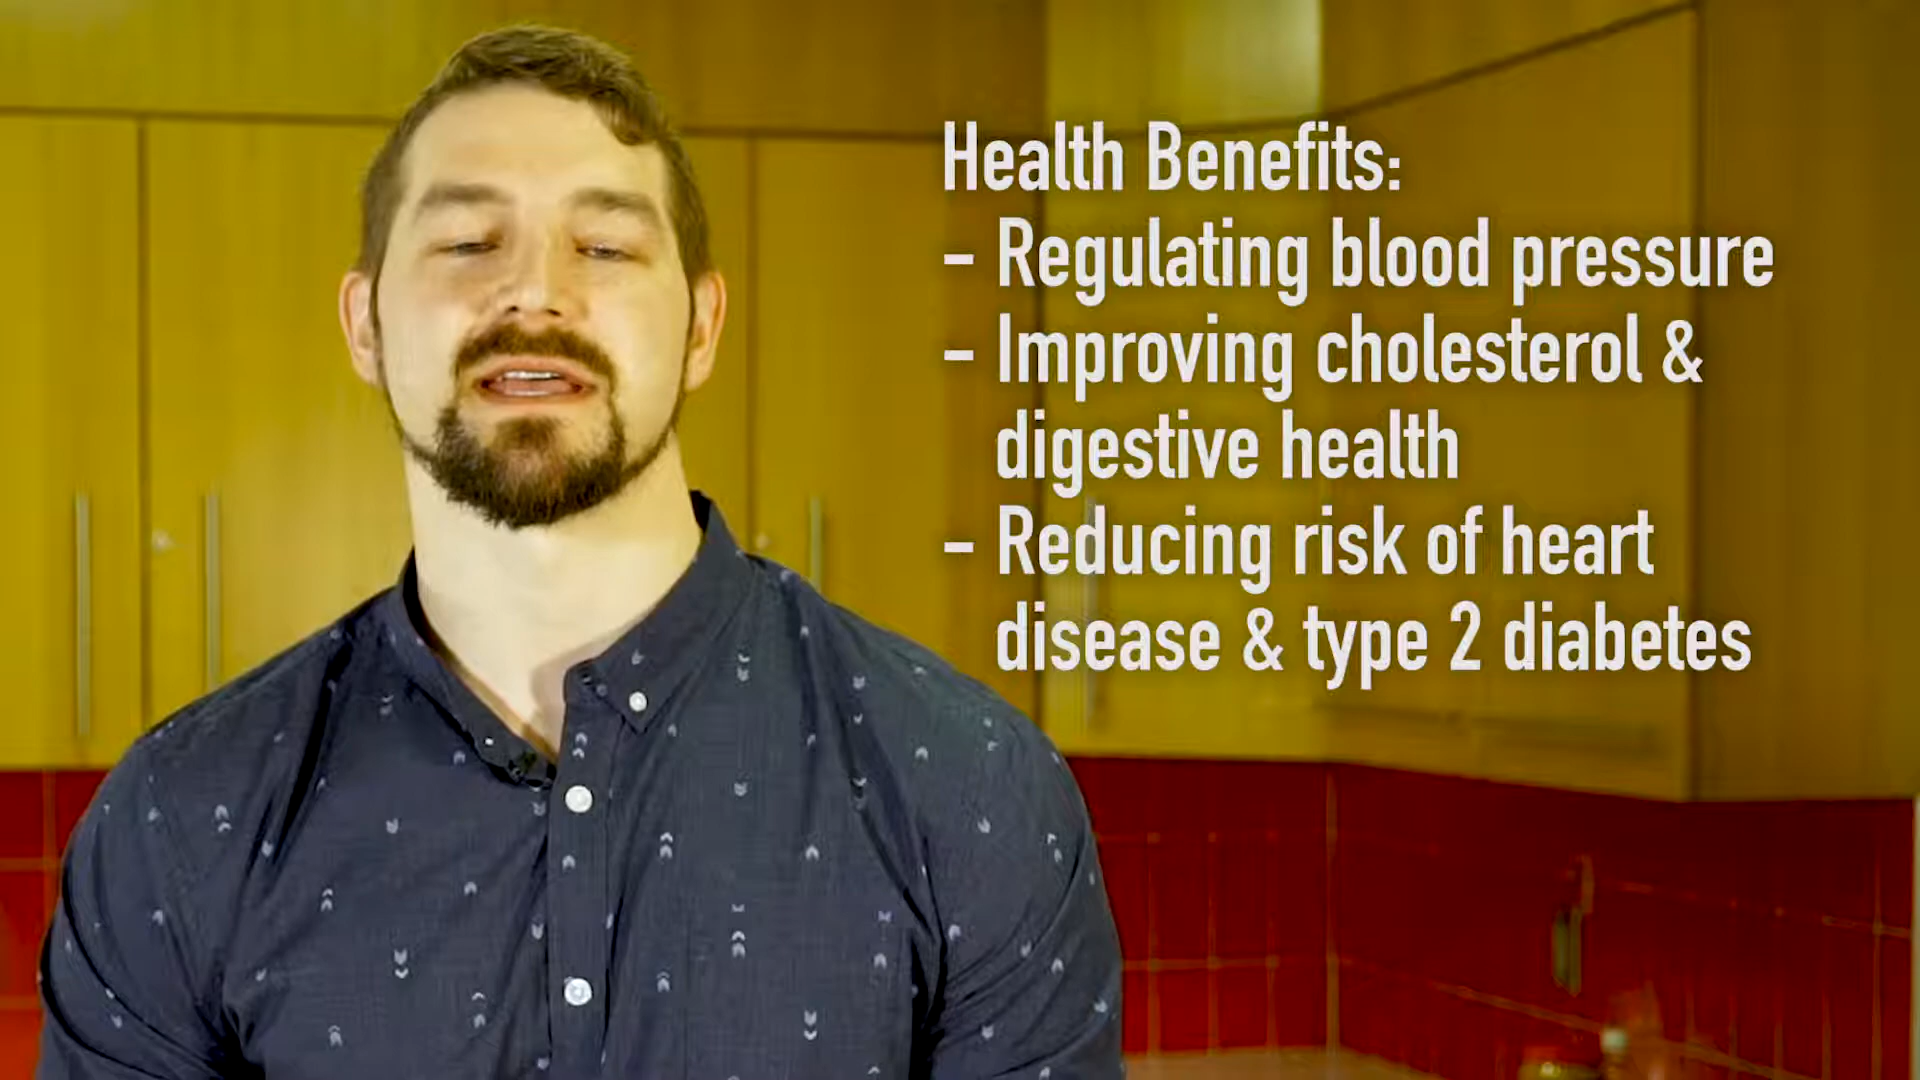 Health Benefits:
- Regulating blood pressure
- Improving cholesterol &
digestive health
- Reducing risk of heart
disease & type 2 diabetes